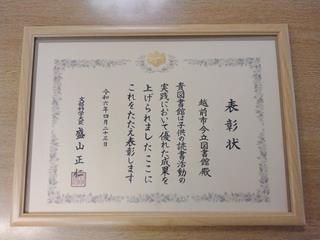 表彰状
越前市今立図書館殿
貴図書館は子供の読書活動の
実践において優れた成果を
上げられました ここに
これをたたえ表彰します
令和六年四月二十三日
文部科学大臣 盛山正仁